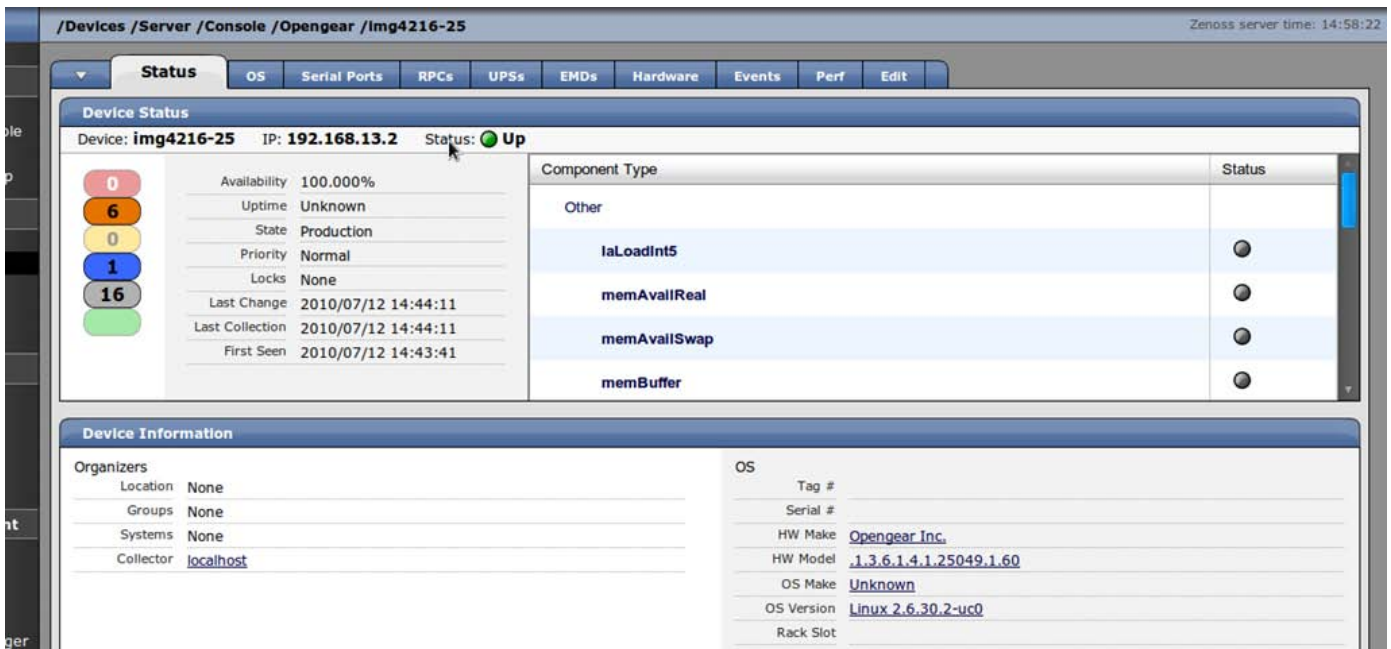 /Devices /Server /Console /Opengear /img4216-25
Zenoss server time: 14:58:22
Status OS Serial Ports RPCs UPSs EMDs Hardware Events Perf Edit
Device Status
Device: img4216-25 IP: 192.168.13.2 Status: Up
0
6
0
1
16
Availability 100.000%
Uptime Unknown
State Production
Priority Normal
Locks None
Last Change 2010/07/12 14:44:11
Last Collection 2010/07/12 14:44:11
First Seen 2010/07/12 14:43:41
Component Type Status
Other
laLoadInt5
memAvailReal
memAvailSwap
memBuffer
Device Information
Organizers
Location None
Groups None
Systems None
Collector localhost
OS
Tag #
Serial #
HW Make Opengear Inc.
HW Model .1.3.6.1.4.1.25049.1.60
OS Make Unknown
OS Version Linux 2.6.30.2-uc0
Rack Slot